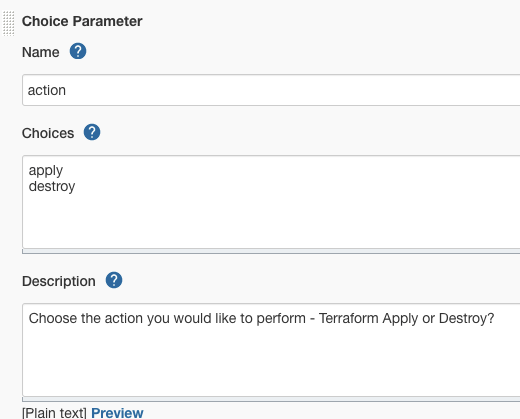 Choice Parameter
Name ?
action
Choices ?
apply
destroy
Description ?
Choose the action you would like to perform - Terraform Apply or Destroy?
[Plain text] Preview